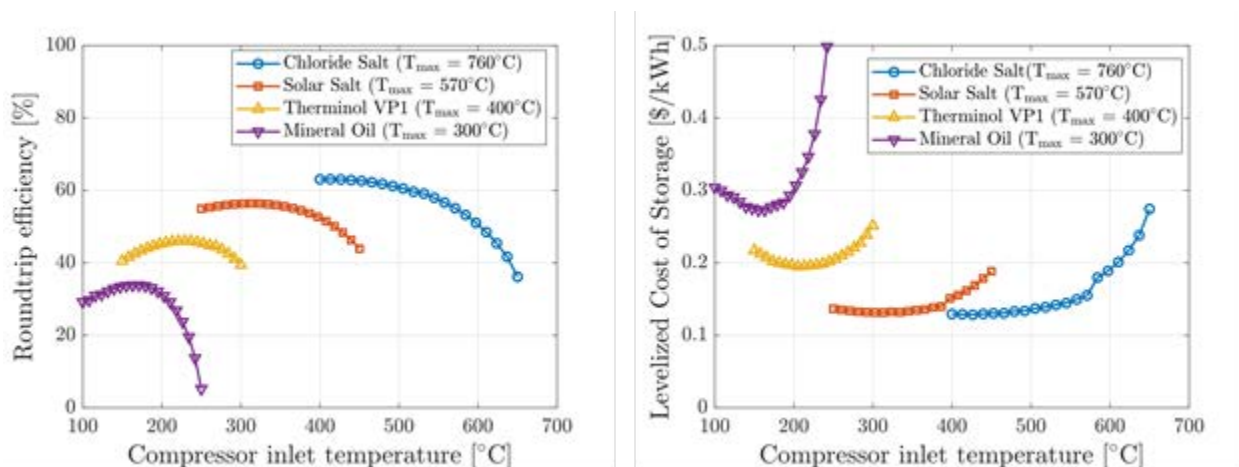 Roundtrip efficiency [%]
100
80
60
40
20
0
Chloride Salt (Tmax = 760°C)
Solar Salt (Tmax = 570°C)
Therminol VP1 (Tmax = 400°C)
Mineral Oil (Tmax = 300°C)
100 200 300 400 500 600 700
Compressor inlet temperature [°C]
Levelized Cost of Storage [$/kWh]
0.5
0.4
0.3
0.2
0.1
0
Chloride Salt(Tmax = 760°C)
Solar Salt (Tmax = 570°C)
Therminol VP1 (Tmax = 400°C)
Mineral Oil (Tmax = 300°C)
100 200 300 400 500 600 700
Compressor inlet temperature [°C]